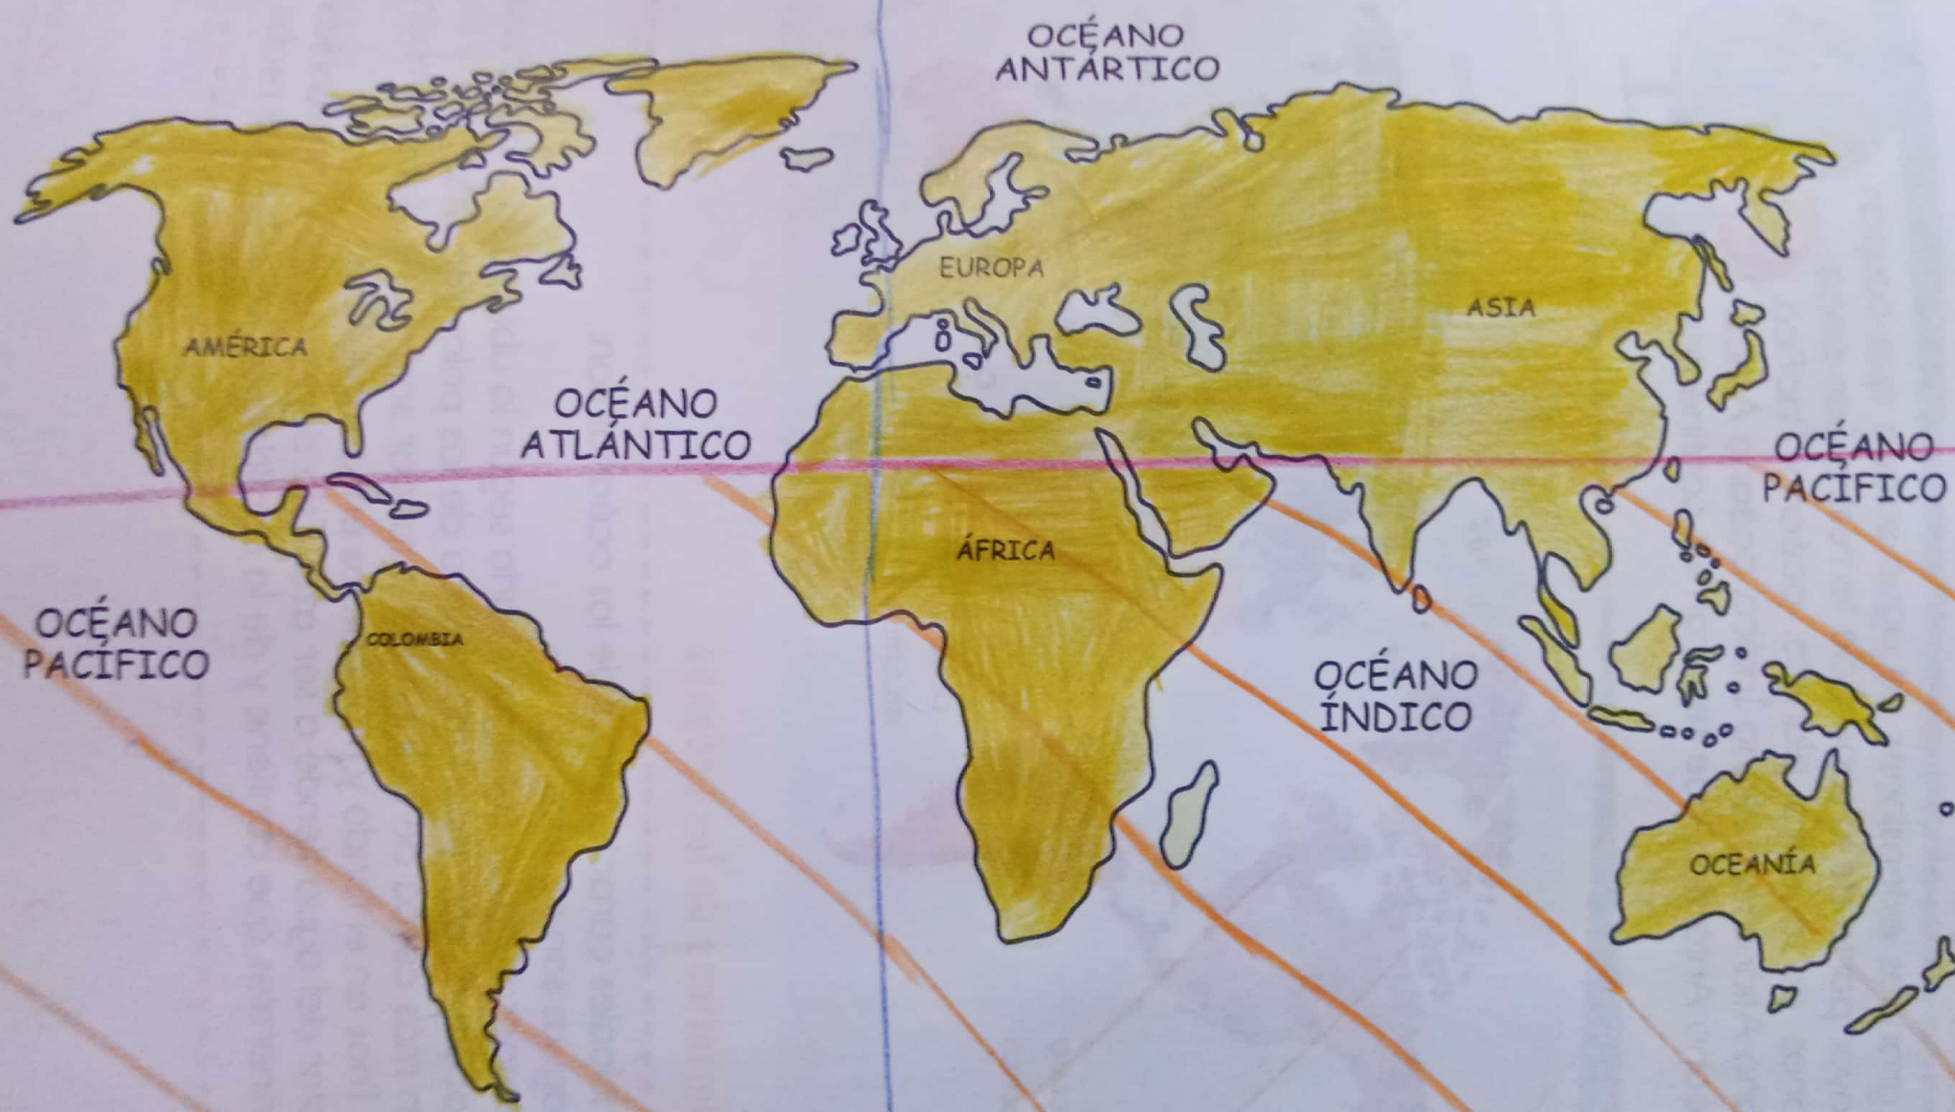 OCÉANO
ANTÁRTICO
EUROPA
ASIA
AMÉRICA
OCÉANO
ATLÁNTICO
OCÉANO
PACÍFICO
ÁFRICA
OCÉANO
PACÍFICO
COLOMBIA
OCÉANO
ÍNDICO
OCEANÍA